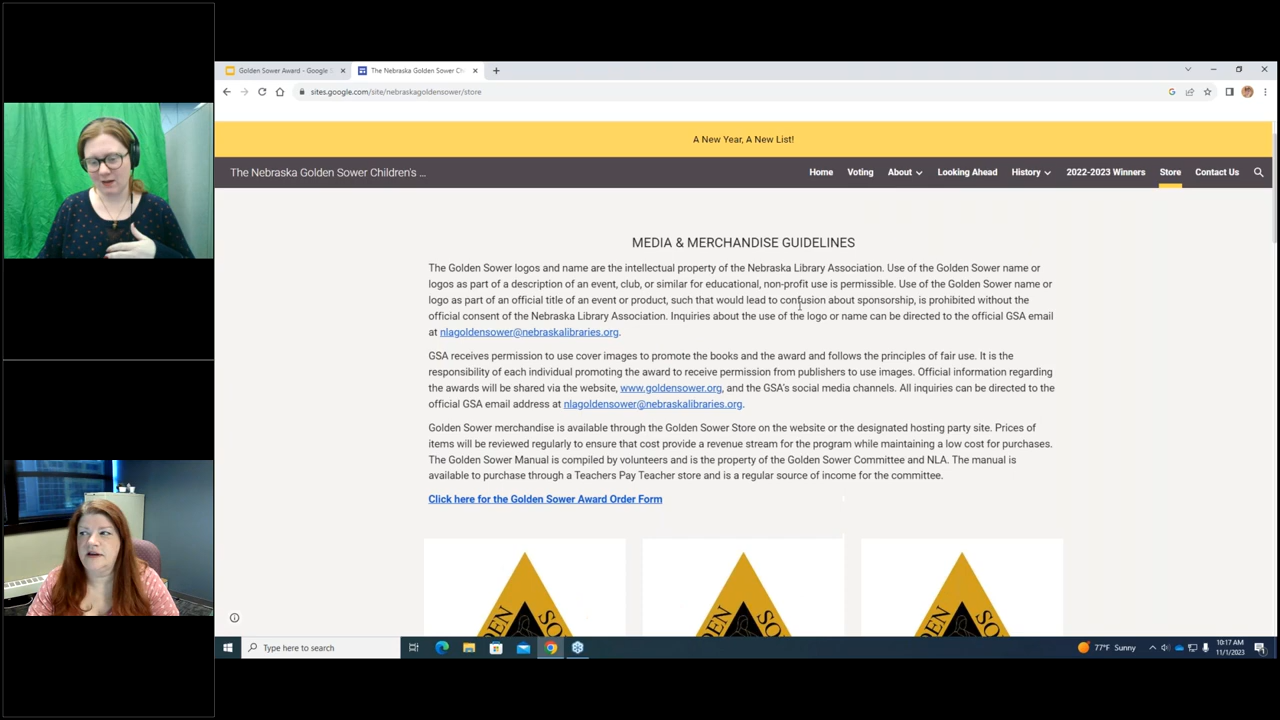 Golden Sower Award - Google
The Nebraska Golden Sower Ch
sites.google.com/site/nebraskagoldensower/store
A New Year, A New List!
The Nebraska Golden Sower Children's ...
Home
Voting
About
Looking Ahead
History
2022-2023 Winners
Store
Contact Us
MEDIA & MERCHANDISE GUIDELINES
The Golden Sower logos and name are the intellectual property of the Nebraska Library Association. Use of the Golden Sower name or
logos as part of a description of an event, club, or similar for educational, non-profit use is permissible. Use of the Golden Sower name or
logo as part of an official title of an event or product, such that would lead to confusion about sponsorship, is prohibited without the
official consent of the Nebraska Library Association. Inquiries about the use of the logo or name can be directed to the official GSA email
at nlagoldensower@nebraskalibraries.org.
GSA receives permission to use cover images to promote the books and the award and follows the principles of fair use. It is the
responsibility of each individual promoting the award to receive permission from publishers to use images. Official information regarding
the awards will be shared via the website, www.goldensower.org, and the GSA's social media channels. All inquiries can be directed to the
official GSA email address at nlagoldensower@nebraskalibraries.org.
Golden Sower merchandise is available through the Golden Sower Store on the website or the designated hosting party site. Prices of
items will be reviewed regularly to ensure that cost provide a revenue stream for the program while maintaining a low cost for purchases.
The Golden Sower Manual is compiled by volunteers and is the property of the Golden Sower Committee and NLA. The manual is
available to purchase through a Teachers Pay Teacher store and is a regular source of income for the committee.
Click here for the Golden Sower Award Order Form
DEN SO
DEN SO
DEN SO
Type here to search
77°F Sunny
10:17 AM
11/1/2023